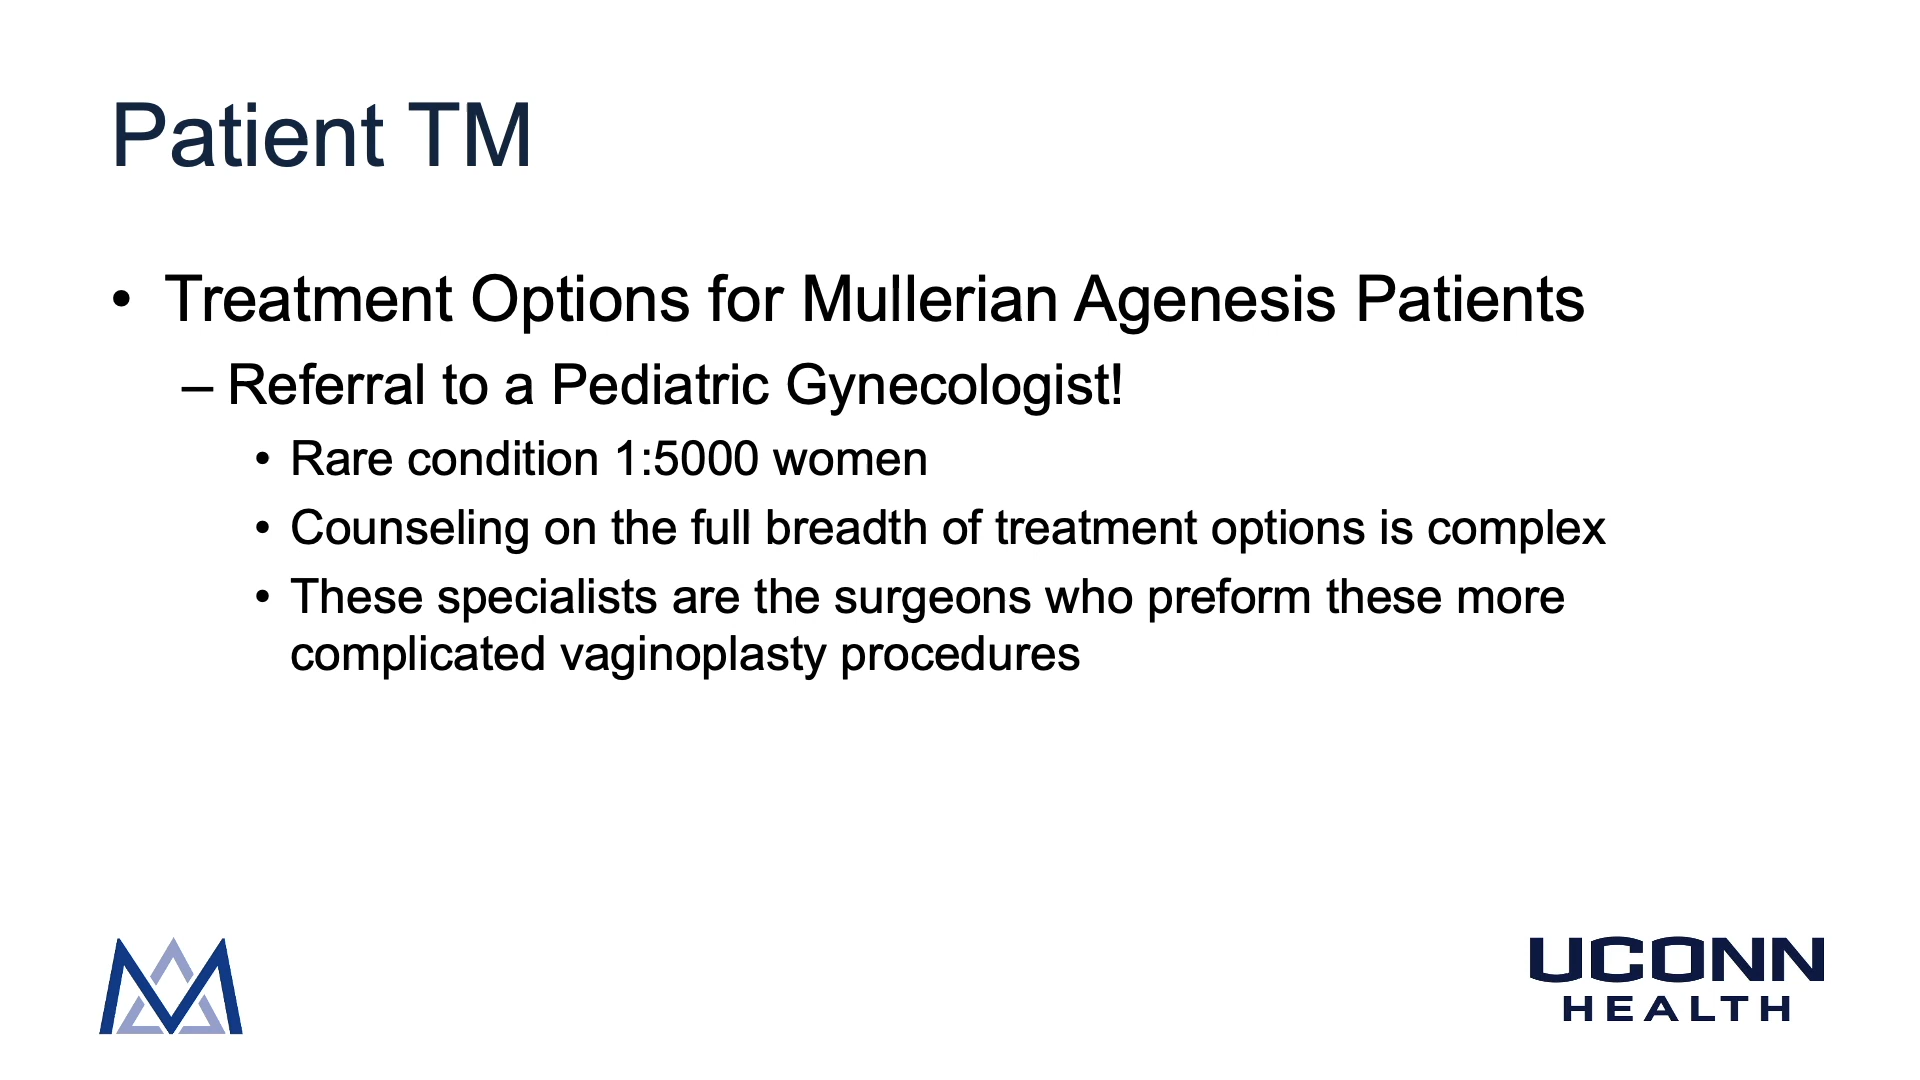 Patient TM
• Treatment Options for Mullerian Agenesis Patients
– Referral to a Pediatric Gynecologist!
• Rare condition 1:5000 women
• Counseling on the full breadth of treatment options is complex
• These specialists are the surgeons who preform these more
complicated vaginoplasty procedures
UCONN
HEALTH